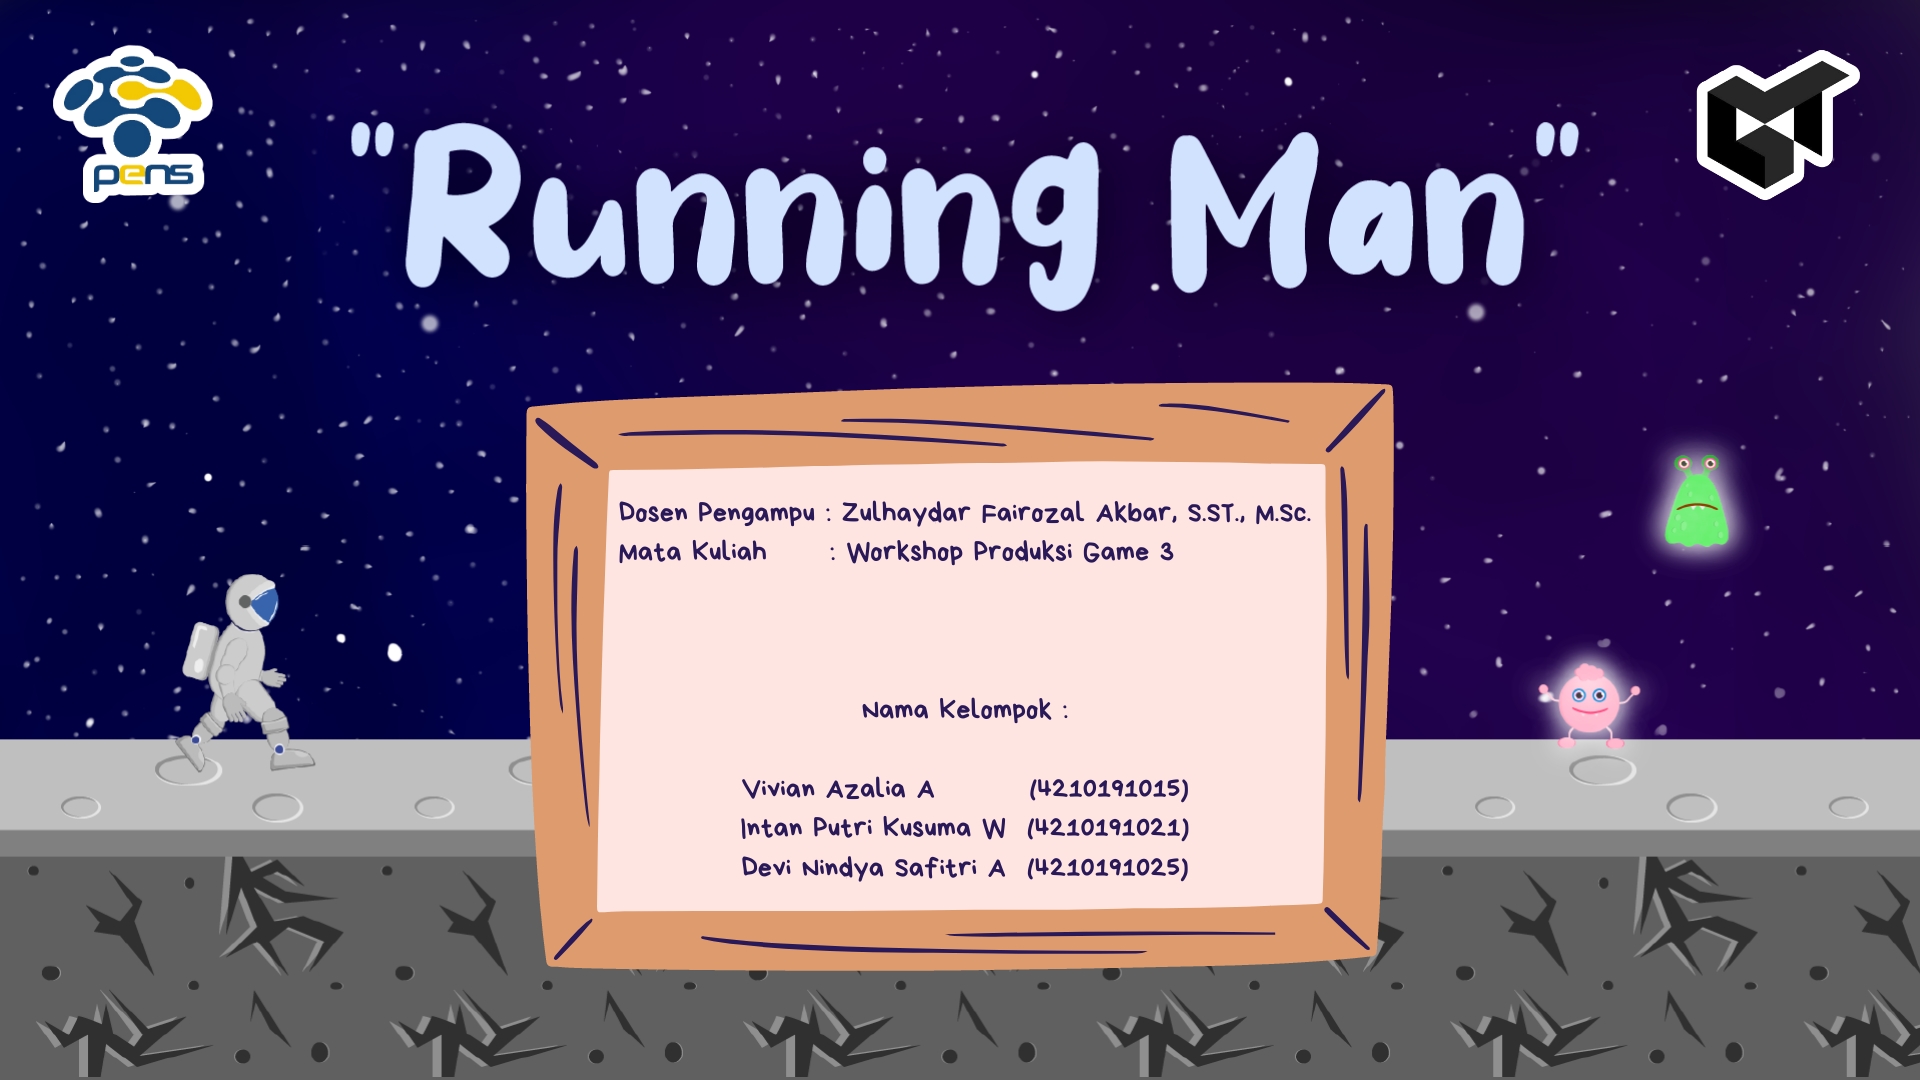 pens
"Running Man"
Dosen Pengampu : Zulhaydar Fairozal Akbar, S.ST., M.Sc.
Mata Kuliah : Workshop Produksi Game 3
Nama Kelompok :
Vivian Azalia A (4210191015)
Intan Putri Kusuma W (4210191021)
Devi Nindya Safitri A (4210191025)